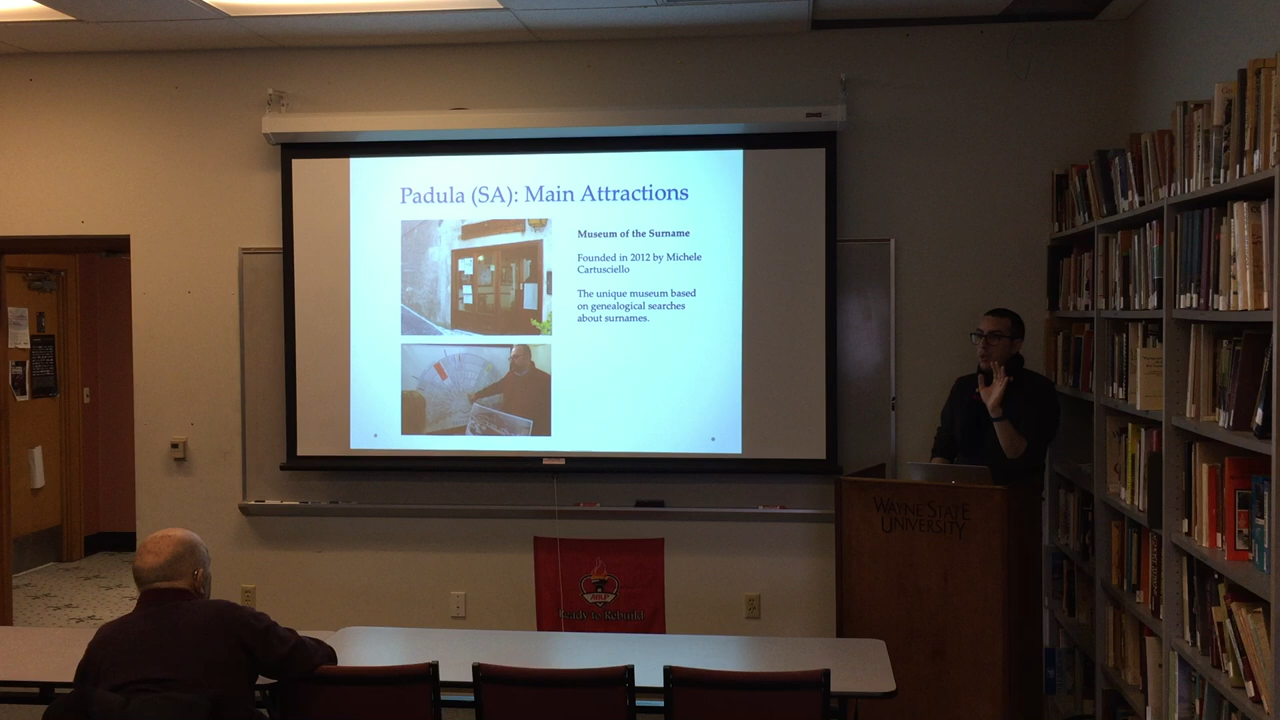 Padula (SA): Main Attractions
Museum of the Surname
Founded in 2012 by Michele
Cartusciello
The unique museum based
on genealogical searches
about surnames.
WAYNE STATE
UNIVERSITY
Ready to Rebuild